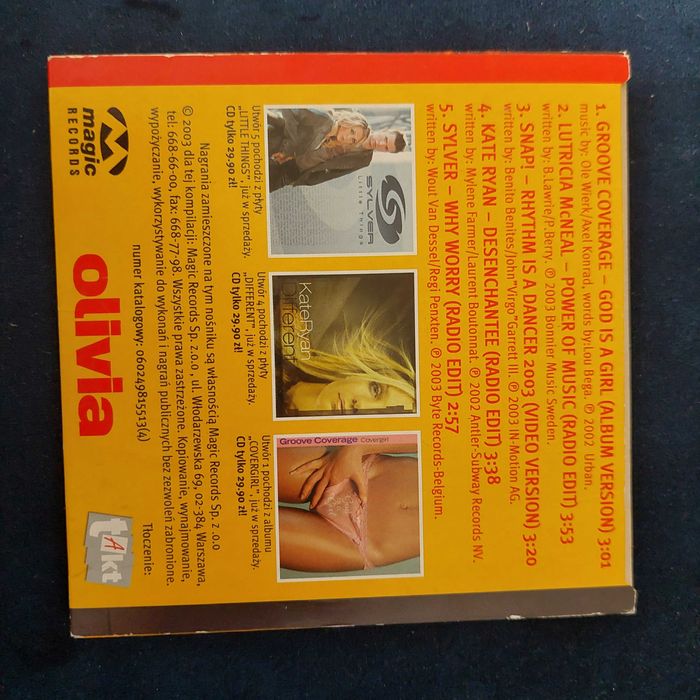 1. GROOVE COVERAGE – GOD IS A GIRL (ALBUM VERSION) 3:01
music by: Ole Wierk/Axel Konrad, words by: Lou Bega. ℗ 2002 Urban.
2. LUTRICIA McNEAL – POWER OF MUSIC (RADIO EDIT) 3:53
written by: B.Lawrie/P.Berry. ℗ 2003 Bonnier Music Sweden.
3. SNAP! – RHYTHM IS A DANCER 2003 (VIDEO VERSION) 3:20
written by: Benito Benites/John "Virgo" Garrett III. ℗ 2003 IN-Motion AG.
4. KATE RYAN – DESENCHANTEE (RADIO EDIT) 3:38
written by: Mylene Farmer/Laurent Boutonnat. ℗ 2002 Antler-Subway Records NV.
5. SYLVER – WHY WORRY (RADIO EDIT) 2:57
written by: Wout Van Dessel/Regi Penxten. ℗ 2003 Byte Records-Belgium.
SYLVER
Little Things
Kate Ryan
Different
Groove Coverage Covergirl
Utwór 5 pochodzi z płyty
„LITTLE THINGS", już w sprzedaży.
CD tylko 29.90 zł!
Utwór 4 pochodzi z płyty
„DIFFERENT", już w sprzedaży.
CD tylko 29.90 zł!
Utwór 1 pochodzi z albumu
„COVERGIRL", już w sprzedaży.
CD tylko 29.90 zł!
Nagrania zamieszczone na tym nośniku są własnością Magic Records Sp. z .o.o
© 2003 dla tej kompilacji: Magic Records Sp. z.o.o , ul. Włodarzewska 69, 02-384 Warszawa,
tel: 668-66-00, fax: 668-77-98. Wszystkie prawa zastrzeżone. Kopiowanie, wynajmowanie,
wypożyczanie, wykorzystywanie do wykonań i nagrań publicznych bez zezwoleń zabronione.
numer katalogowy: 060249815513(4)
Tłoczenie:
magic
RECORDS
olivia
takt